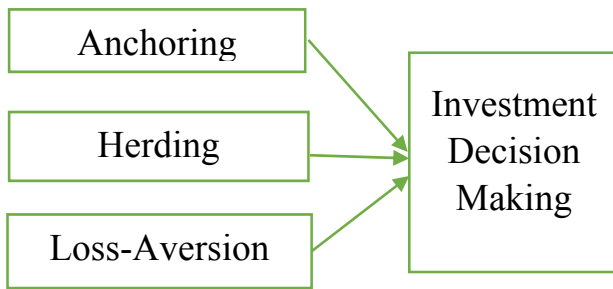 Anchoring
Herding
Loss-Aversion
Investment
Decision
Making